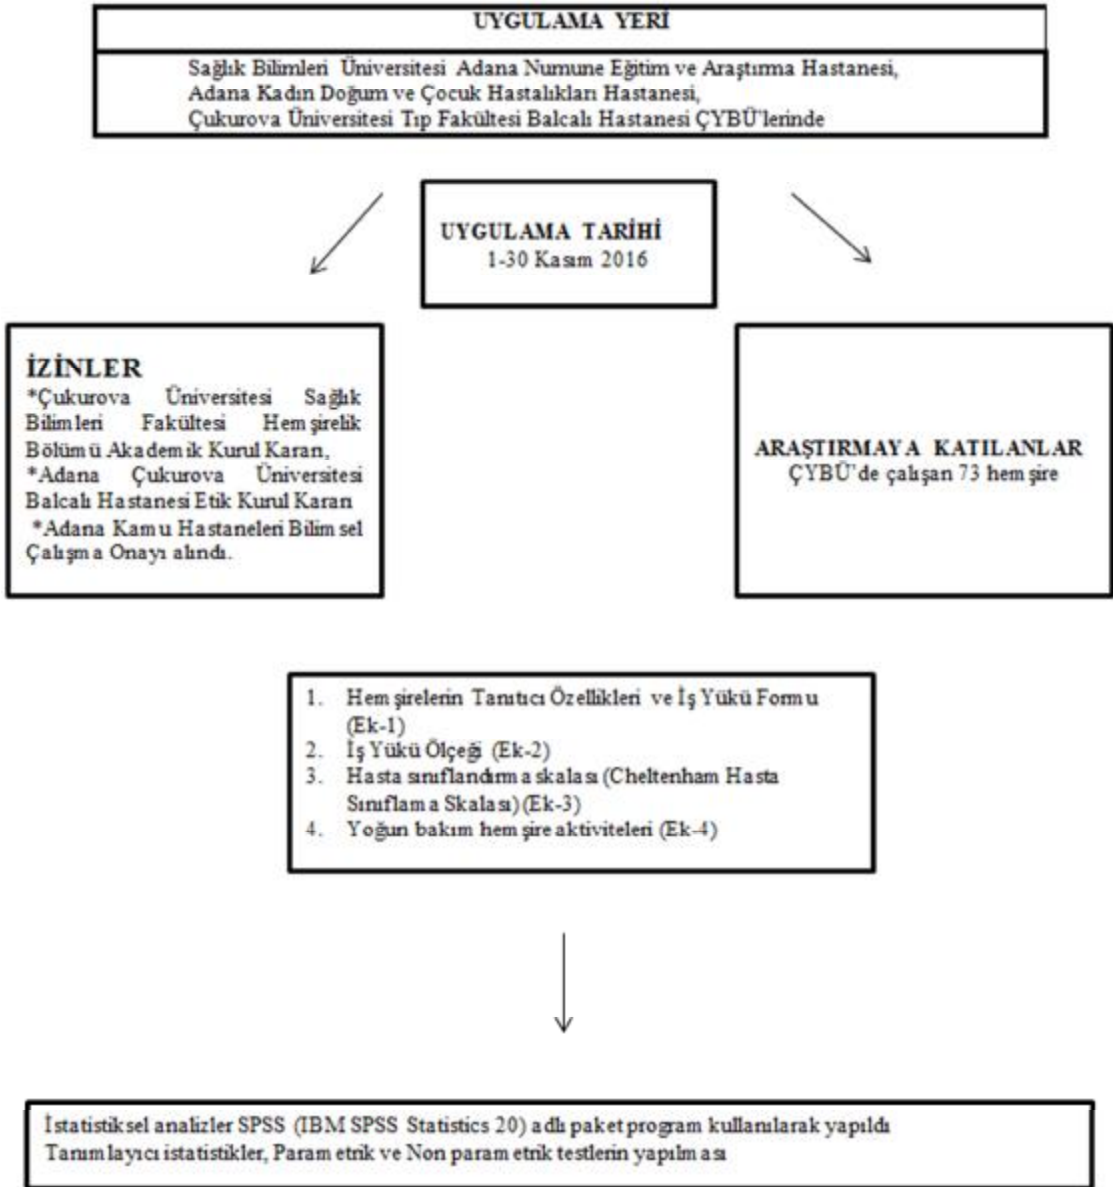 UYGULAMA YERİ
Sağlık Bilimleri Üniversitesi Adana Numune Eğitim ve Araştırma Hastanesi,
Adana Kadın Doğum ve Çocuk Hastalıkları Hastanesi,
Çukurova Üniversitesi Tıp Fakültesi Balcalı Hastanesi ÇYBÜ'lerinde
UYGULAMA TARİHİ
1-30 Kasım 2016
İZİNLER
*Çukurova Üniversitesi Sağlık
Bilimleri Fakültesi Hemşirelik
Bölümü Akademik Kurul Kararı,
*Adana Çukurova Üniversitesi
Balcalı Hastanesi Etik Kurul Kararı
*Adana Kamu Hastaneleri Bilimsel
Çalışma Onayı alındı.
ARAŞTIRMAYA KATILANLAR
ÇYBÜ'de çalışan 73 hemşire
1. Hemşirelerin Tanıtıcı Özellikleri ve İş Yükü Formu
(Ek-1)
2. İş Yükü Ölçeği (Ek-2)
3. Hasta sınıflandırma skalası (Cheltenham Hasta
Sınıflama Skalası) (Ek-3)
4. Yoğun bakım hemşire aktiviteleri (Ek-4)
İstatistiksel analizler SPSS (IBM SPSS Statistics 20) adlı paket program kullanılarak yapıldı
Tanımlayıcı istatistikler, Parametrik ve Non parametrik testlerin yapılması